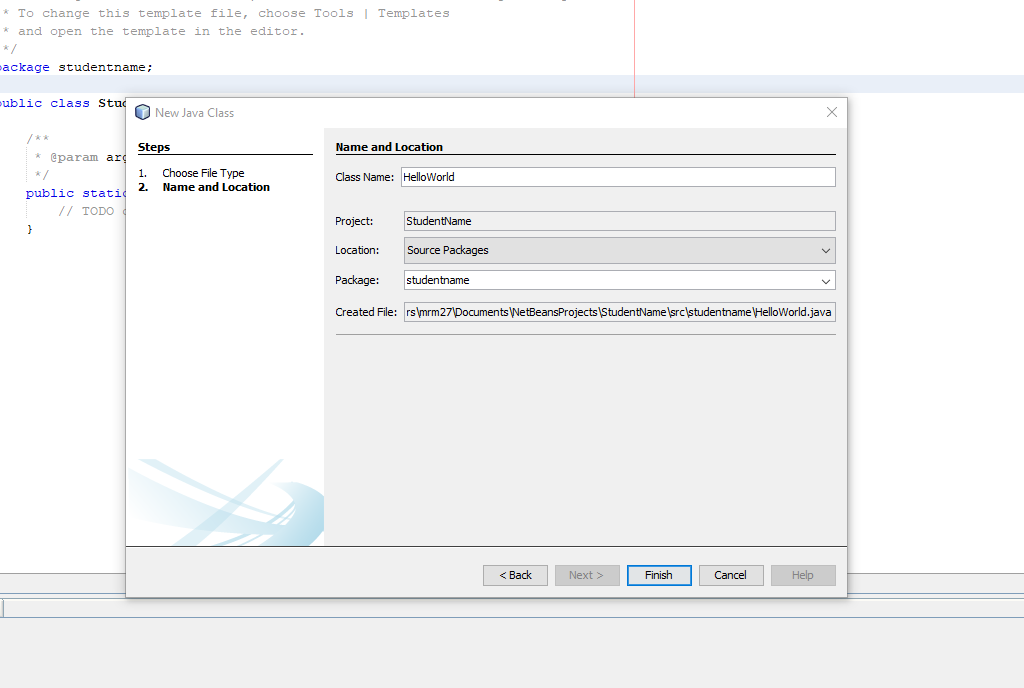 * To change this template file, choose Tools | Templates
* and open the template in the editor.
*/
package studentname;
public class Stu
/**
* @param arg
*/
public static
// TODO
}
New Java Class
Steps
1. Choose File Type
2. Name and Location
Name and Location
Class Name: HelloWorld
Project: StudentName
Location: Source Packages
Package: studentname
Created File: rs\mrm27\Documents\NetBeansProjects\StudentName\src\studentname\HelloWorld.java
< Back Next > Finish Cancel Help